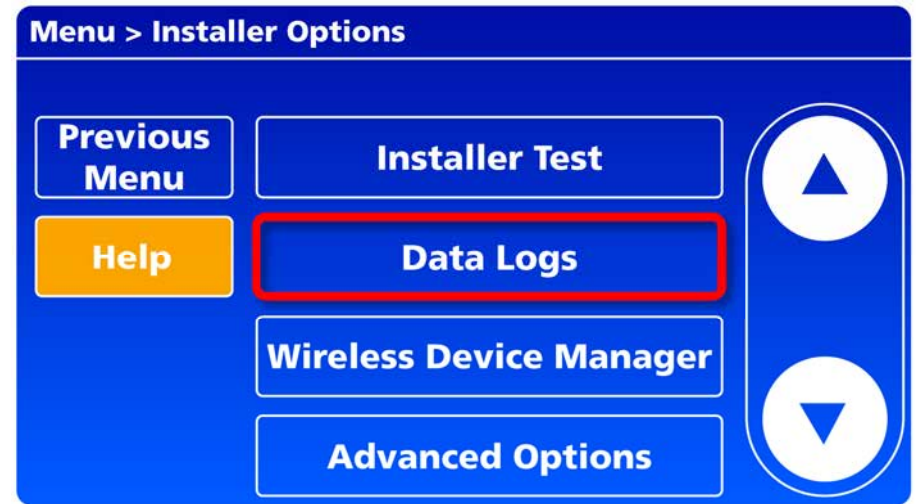 Menu > Installer Options
Previous
Menu
Installer Test
Help
Data Logs
Wireless Device Manager
Advanced Options